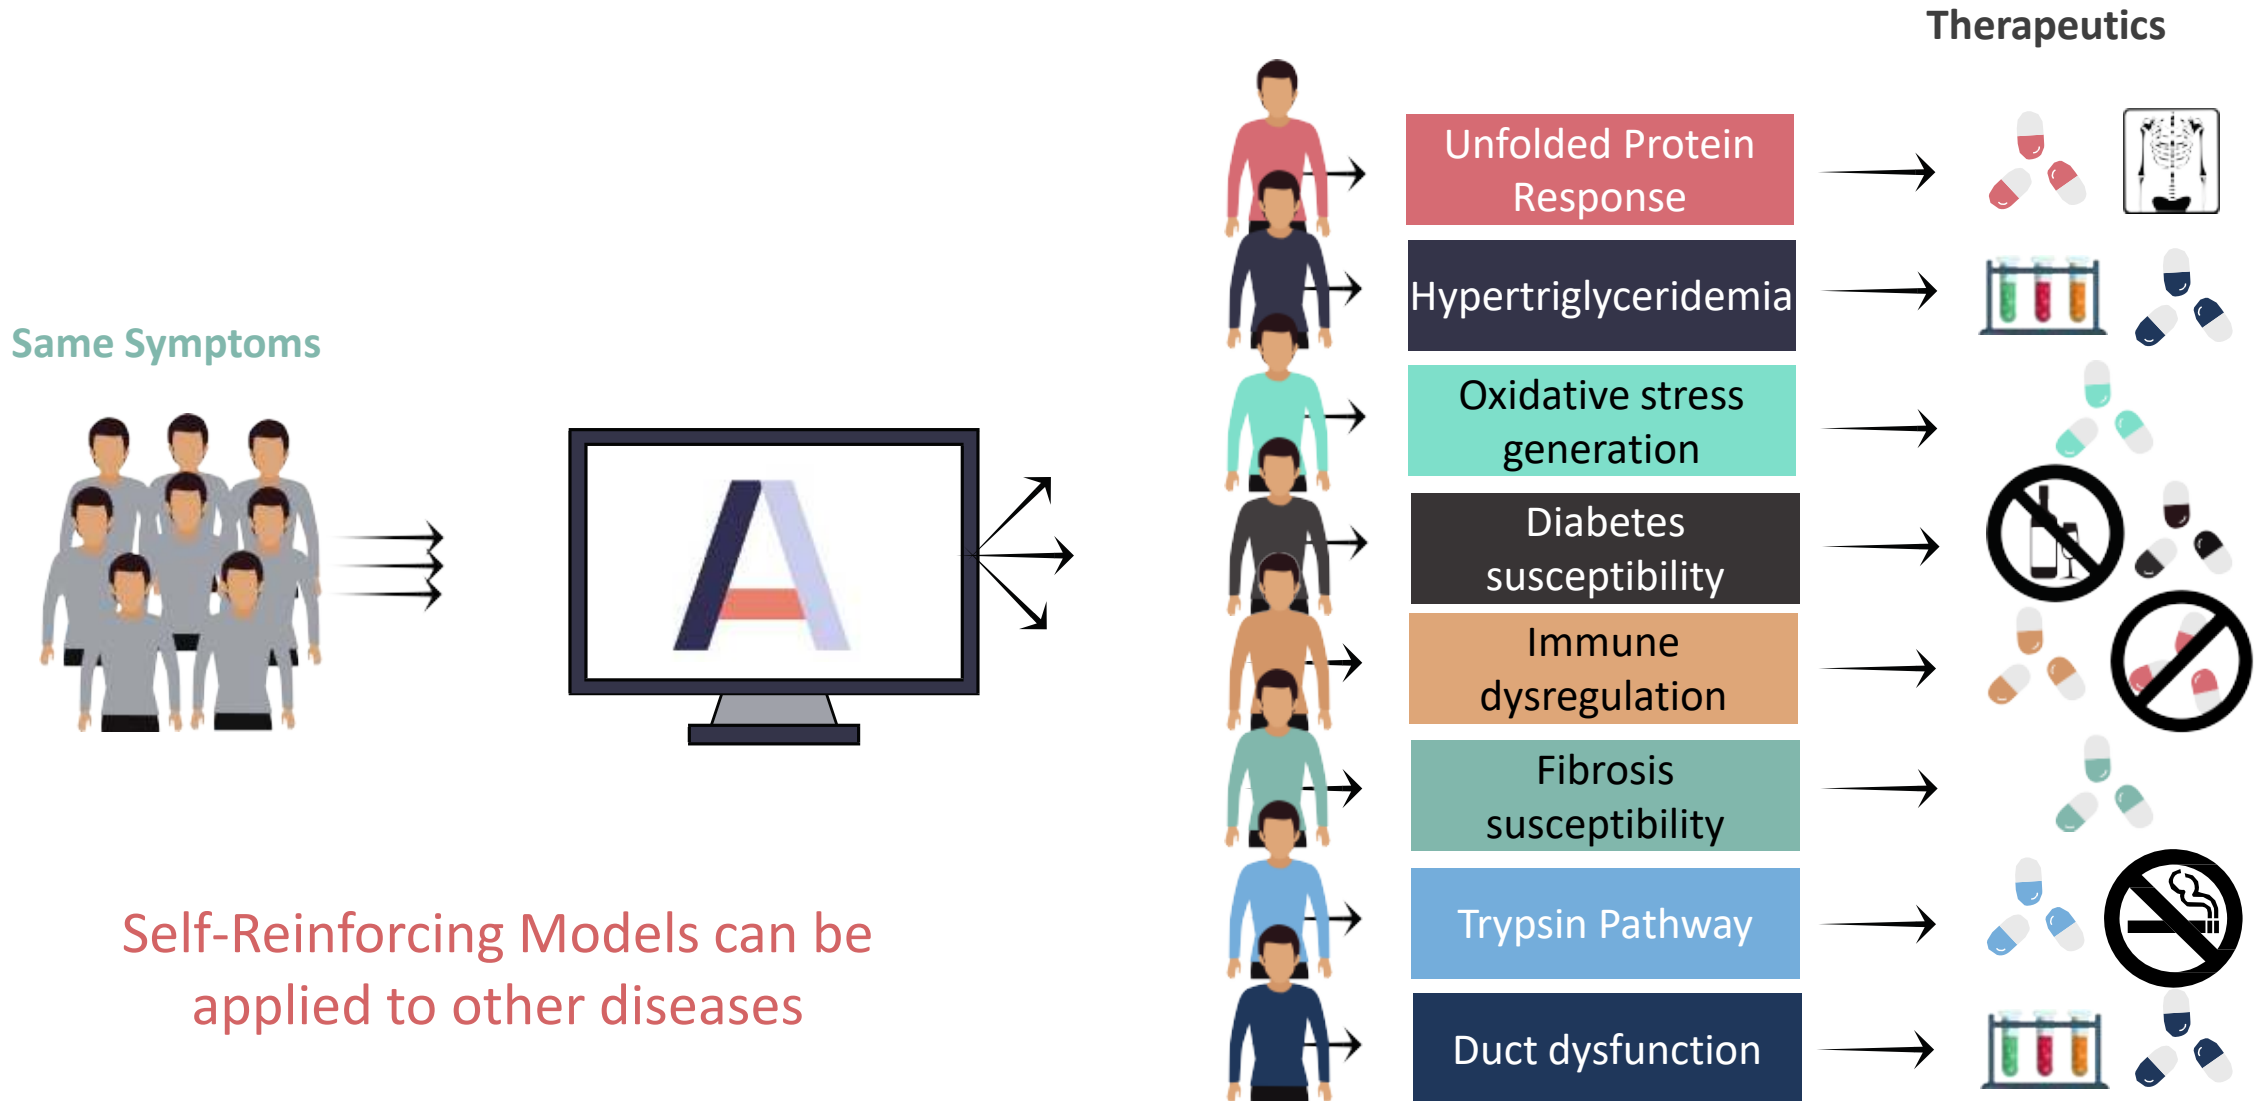 Therapeutics
Same Symptoms
A
Unfolded Protein
Response
Hypertriglyceridemia
Oxidative stress
generation
Diabetes
susceptibility
Immune
dysregulation
Fibrosis
susceptibility
Trypsin Pathway
Duct dysfunction
Self-Reinforcing Models can be
applied to other diseases